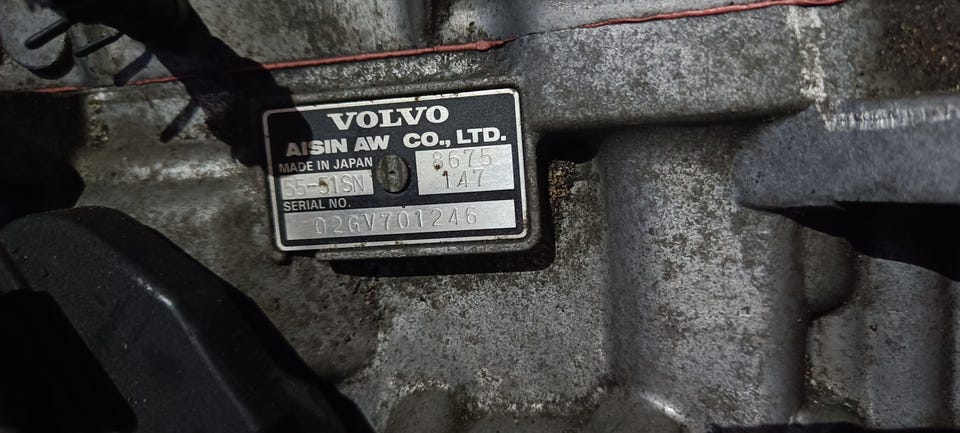 VOLVO
AISIN AW CO., LTD.
MADE IN JAPAN 8675
55-51SN 147
SERIAL NO.
02GV701246